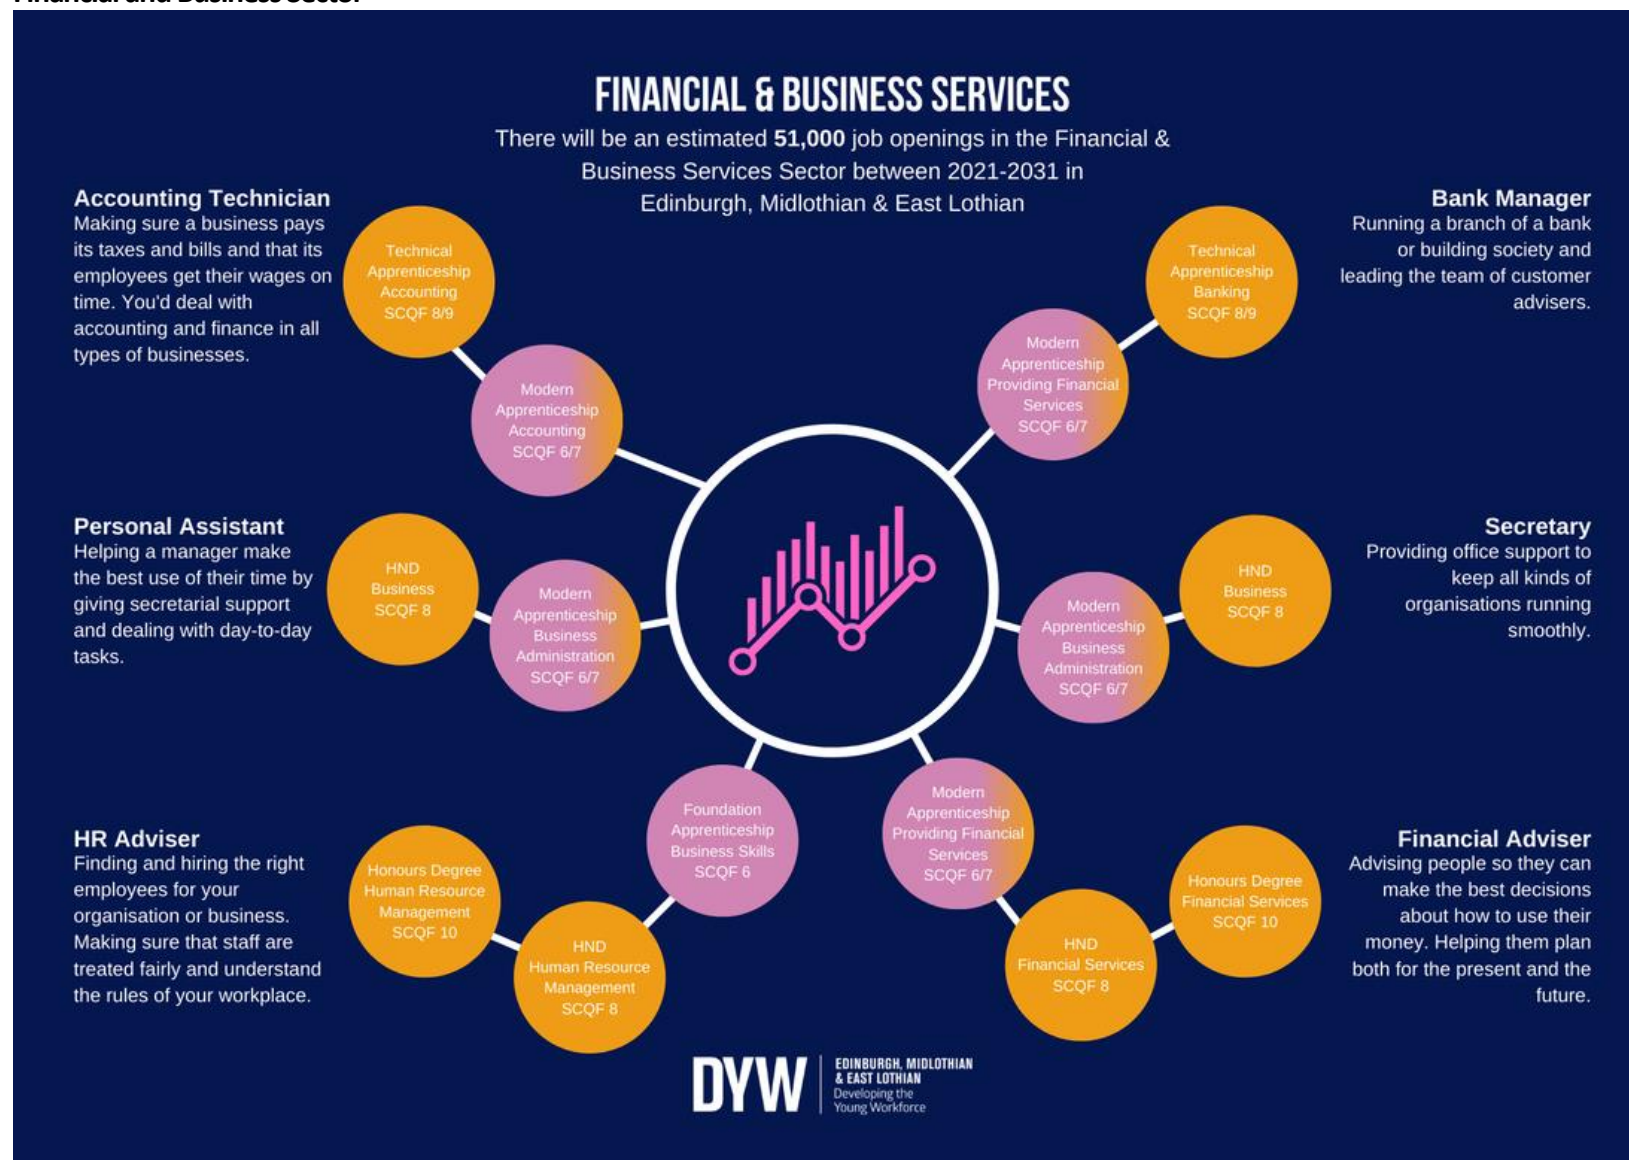 Financial and Business Sector
FINANCIAL & BUSINESS SERVICES
There will be an estimated 51,000 job openings in the Financial &
Business Services Sector between 2021-2031 in
Edinburgh, Midlothian & East Lothian
Accounting Technician
Making sure a business pays
its taxes and bills and that its
employees get their wages on
time. You'd deal with
accounting and finance in all
types of businesses.
Technical
Apprenticeship
Accounting
SCQF 8/9
Modern
Apprenticeship
Accounting
SCQF 6/7
Bank Manager
Running a branch of a bank
or building society and
leading the team of customer
advisers.
Technical
Apprenticeship
Banking
SCQF 8/9
Modern
Apprenticeship
Providing Financial
Services
SCQF 6/7
Personal Assistant
Helping a manager make
the best use of their time by
giving secretarial support
and dealing with day-to-day
tasks.
HND
Business
SCQF 8
Modern
Apprenticeship
Business
Administration
SCQF 6/7
Secretary
Providing office support to
keep all kinds of
organisations running
smoothly.
HND
Business
SCQF 8
Modern
Apprenticeship
Business
Administration
SCQF 6/7
HR Adviser
Finding and hiring the right
employees for your
organisation or business.
Making sure that staff are
treated fairly and understand
the rules of your workplace.
Honours Degree
Human Resource
Management
SCQF 10
HND
Human Resource
Management
SCQF 8
Foundation
Apprenticeship
Business Skills
SCQF 6
Modern
Apprenticeship
Providing Financial
Services
SCQF 6/7
HND
Financial Services
SCQF 8
Honours Degree
Financial Services
SCQF 10
Financial Adviser
Advising people so they can
make the best decisions
about how to use their
money. Helping them plan
both for the present and the
future.
DYW
EDINBURGH, MIDLOTHIAN
& EAST LOTHIAN
Developing the
Young Workforce